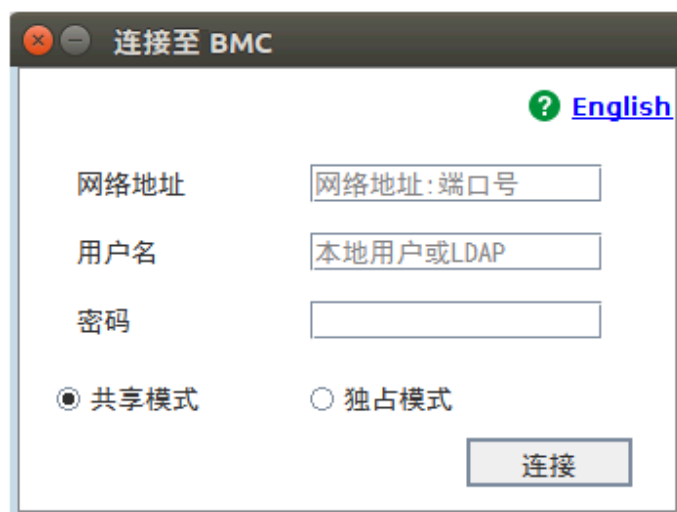 连接至 BMC
? English
网络地址 网络地址:端口号
用户名 本地用户或LDAP
密码
共享模式 独占模式
连接